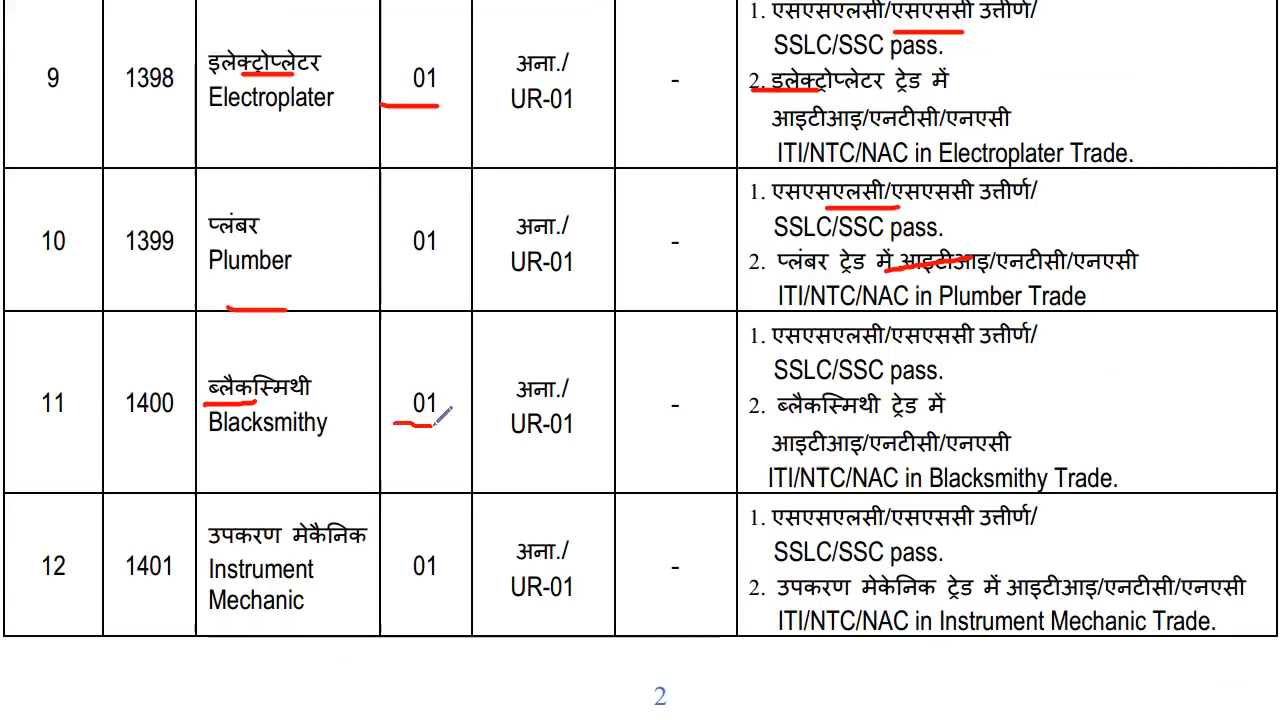 1. एसएसएलसी/एसएससी उत्तीर्ण/
SSLC/SSC pass.
9
1398
इलेक्ट्रोप्लेटर
Electroplater
01
अना./
UR-01
-
2. इलेक्ट्रोप्लेटर ट्रेड में
आइटीआइ/एनटीसी/एनएसी
ITI/NTC/NAC in Electroplater Trade.
10
1399
प्लंबर
Plumber
01
अना./
UR-01
-
1. एसएसएलसी/एसएससी उत्तीर्ण/
SSLC/SSC pass.
2. प्लंबर ट्रेड में आइटीआइ/एनटीसी/एनएसी
ITI/NTC/NAC in Plumber Trade
11
1400
ब्लैकस्मिथी
Blacksmithy
01
अना./
UR-01
-
1. एसएसएलसी/एसएससी उत्तीर्ण/
SSLC/SSC pass.
2. ब्लैकस्मिथी ट्रेड में
आइटीआइ/एनटीसी/एनएसी
ITI/NTC/NAC in Blacksmithy Trade.
12
1401
उपकरण मेकैनिक
Instrument
Mechanic
01
अना./
UR-01
-
1. एसएसएलसी/एसएससी उत्तीर्ण/
SSLC/SSC pass.
2. उपकरण मेकेनिक ट्रेड में आइटीआइ/एनटीसी/एनएसी
ITI/NTC/NAC in Instrument Mechanic Trade.
2